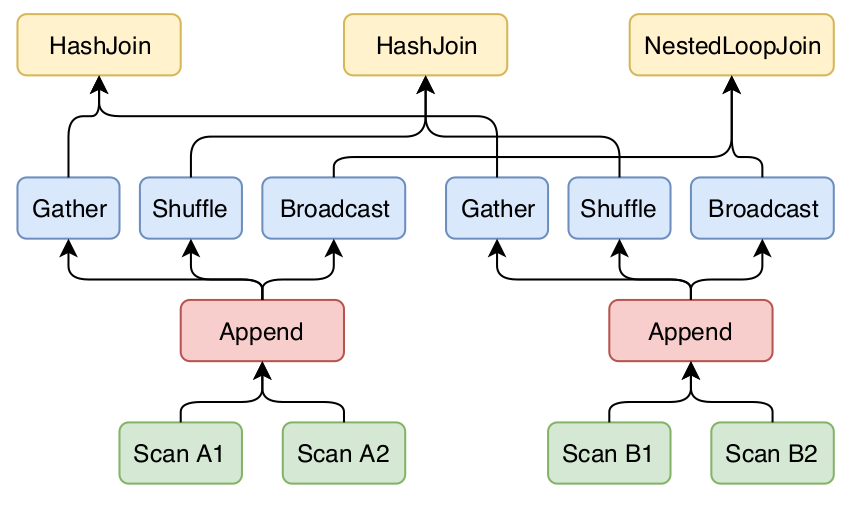 HashJoin
HashJoin
NestedLoopJoin
Gather
Shuffle
Broadcast
Gather
Shuffle
Broadcast
Append
Append
Scan A1
Scan A2
Scan B1
Scan B2